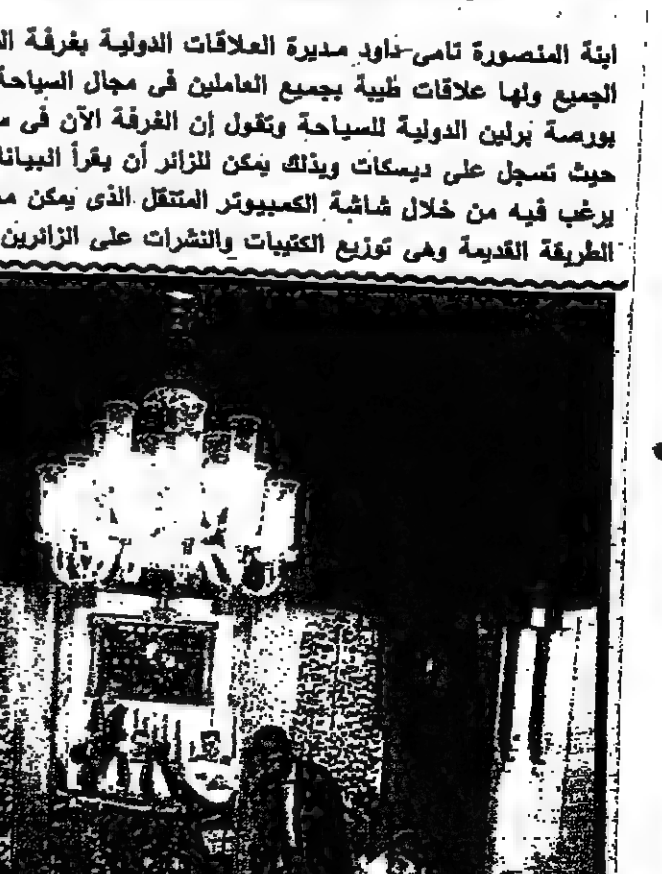 ابنة المنصورة تامى داود مديرة العلاقات الدولية بغرفة
الجميع ولها علاقات طيبة بجميع العاملين فى مجال السياحة
بورصة برلين الدولية للسياحة وتقول إن الغرفة الآن فى
حيث تسجل على ديسكات وبذلك يمكن للزائر أن يقرأ البيانات
يرغب فيه من خلال شاشة الكمبيوتر المتنقل الذى يمكن
الطريقة القديمة وهى توزيع الكتيبات والنشرات على الزائرين